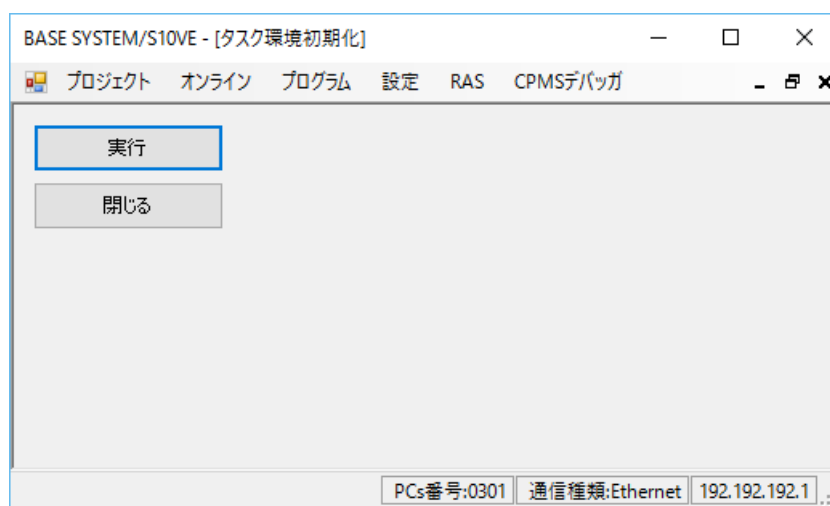 BASE SYSTEM/S10VE - [タスク環境初期化]
プロジェクト オンライン プログラム 設定 RAS CPMSデバッガ
実行
閉じる
PCs番号:0301 通信種類:Ethernet 192.192.192.1